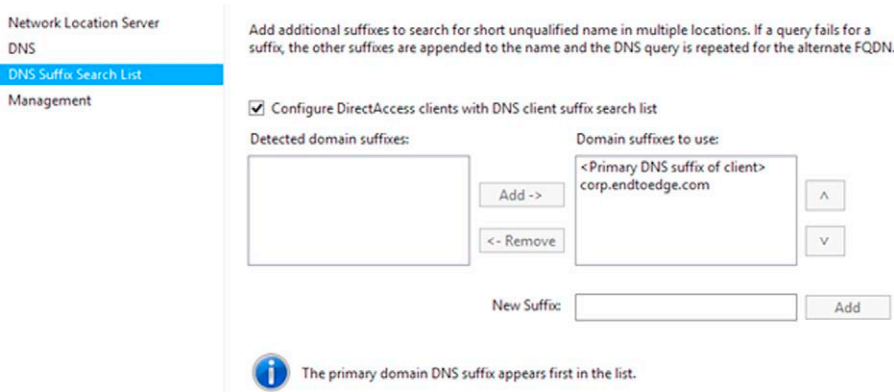 Network Location Server
DNS
DNS Suffix Search List
Management
Add additional suffixes to search for short unqualified name in multiple locations. If a query fails for a
suffix, the other suffixes are appended to the name and the DNS query is repeated for the alternate FQDN.
Configure DirectAccess clients with DNS client suffix search list
Detected domain suffixes:
Domain suffixes to use:
<Primary DNS suffix of client>
corp.endtoedge.com
Add ->
<- Remove
^
v
New Suffix:
Add
The primary domain DNS suffix appears first in the list.